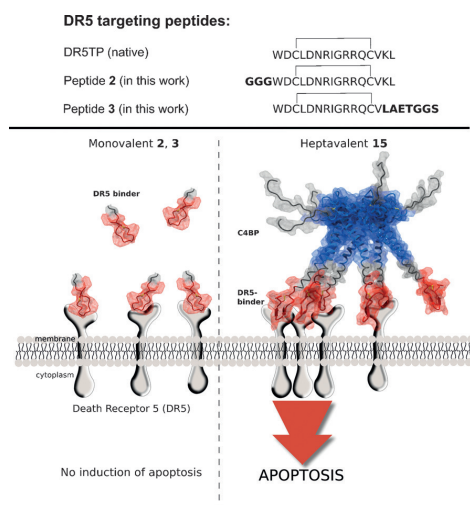 DR5 targeting peptides:
DR5TP (native) WDCLDNRIGRRQCVKL
Peptide 2 (in this work) GGGWDCLDNRIGRRQCVKL
Peptide 3 (in this work) WDCLDNRIGRRQCVLAETGGS
Monovalent 2, 3
Heptavalent 15
DR5 binder
C4BP
DR5-
binder
membrane
cytoplasm
Death Receptor 5 (DR5)
No induction of apoptosis
APOPTOSIS